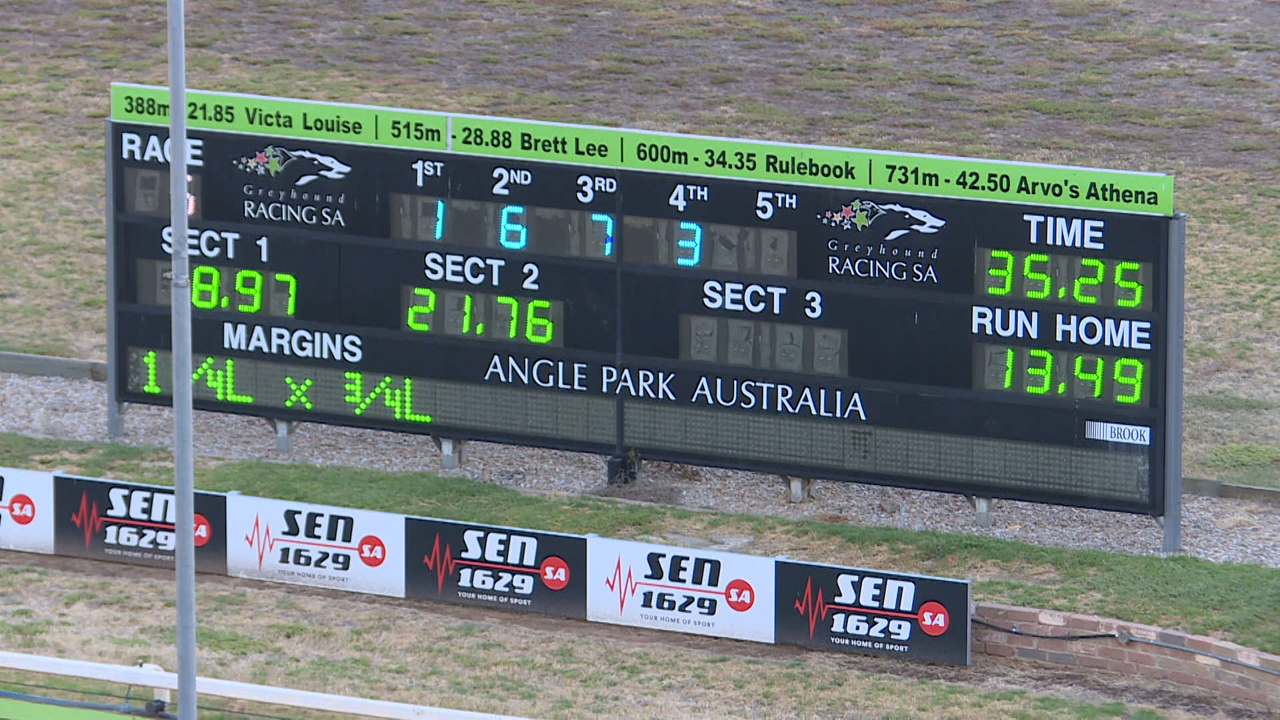 388m 21.85 Victa Louise | 515m - 28.88 Brett Lee | 600m - 34.35 Rulebook | 731m - 42.50 Arvo's Athena
RACE
Greyhound
RACING SA
1ST 2ND 3RD 4TH 5TH
1 6 7 3
Greyhound
RACING SA
TIME
35.25
SECT 1
8.97
SECT 2
21.76
SECT 3
RUN HOME
13.49
MARGINS
1 1/4L x 3/4L
ANGLE PARK AUSTRALIA
BROOK
SA
SEN
1629 SA
YOUR HOME OF SPORT
SEN
1629 SA
YOUR HOME OF SPORT
SEN
1629 SA
YOUR HOME OF SPORT
SEN
1629 SA
YOUR HOME OF SPORT
SEN
1629 SA
YOUR HOME OF SPORT